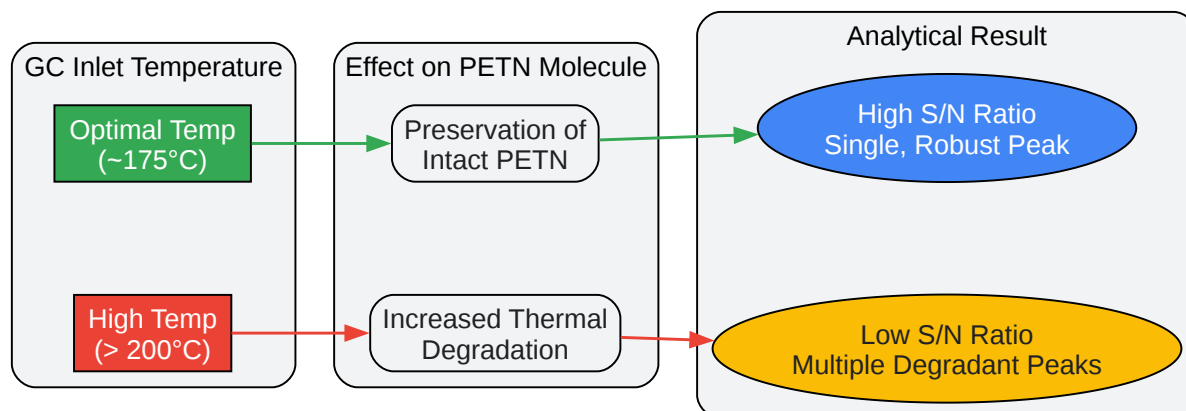 GC Inlet Temperature
Optimal Temp
(~175°C)
High Temp
(> 200°C)
Effect on PETN Molecule
Preservation of
Intact PETN
Increased Thermal
Degradation
Analytical Result
High S/N Ratio
Single, Robust Peak
Low S/N Ratio
Multiple Degradant Peaks